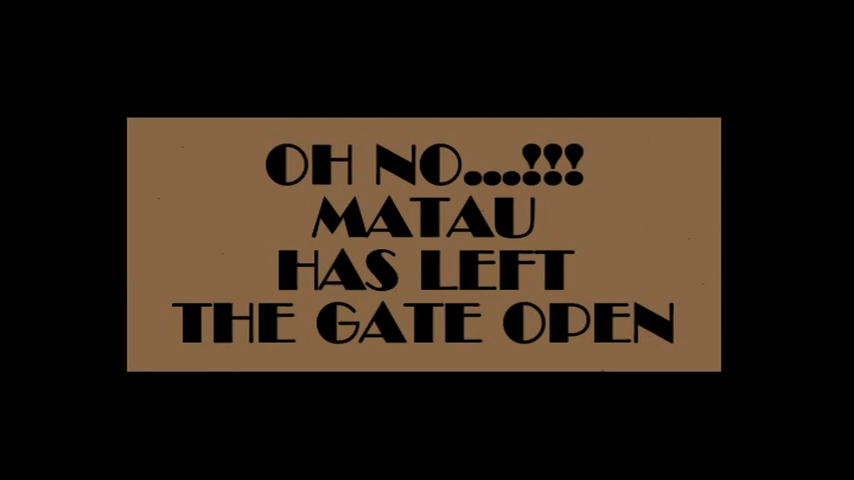 OH NO...!!!
MATAU
HAS LEFT
THE GATE OPEN